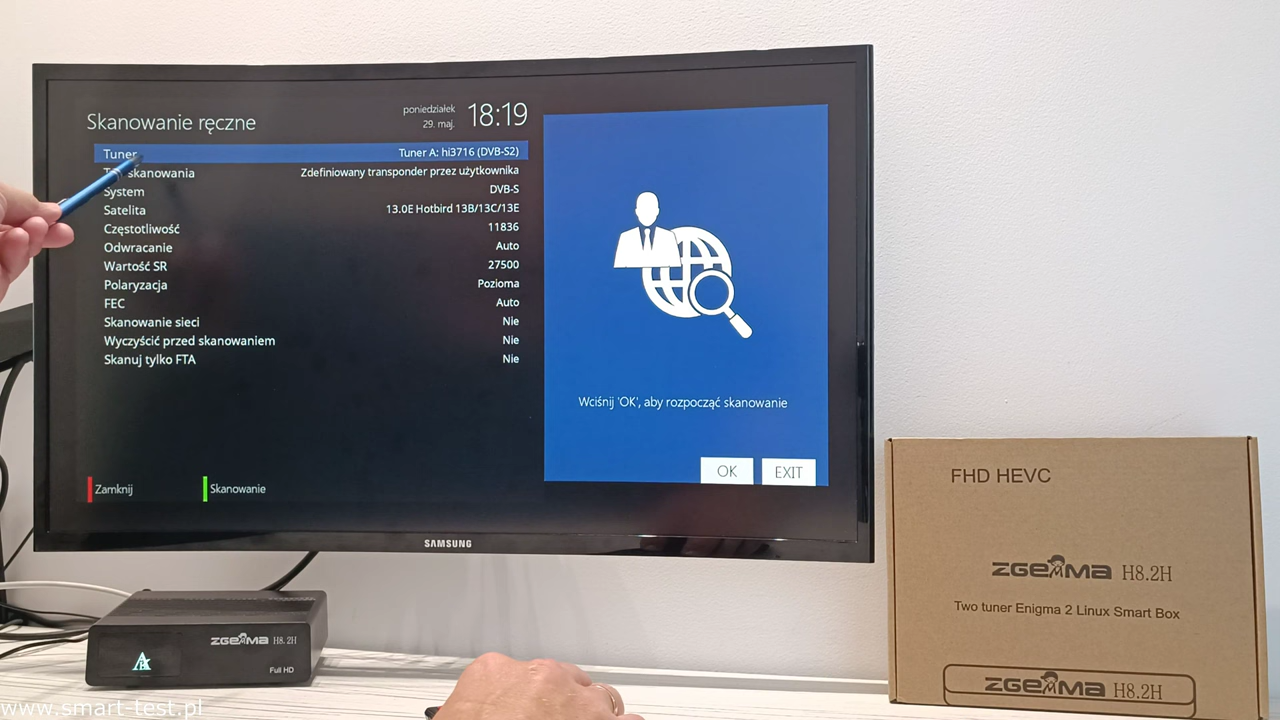 Skanowanie ręczne
poniedziałek
29. maj.
18:19
Tuner Tuner A: hi3716 (DVB-S2)
skanowania Zdefiniowany transponder przez użytkownika
System DVB-S
Satelita 13.0E Hotbird 13B/13C/13E
Częstotliwość 11836
Odwracanie Auto
Wartość SR 27500
Polaryzacja Pozioma
FEC Auto
Skanowanie sieci Nie
Wyczyścić przed skanowaniem Nie
Skanuj tylko FTA Nie
Wciśnij 'OK', aby rozpocząć skanowanie
OK EXIT
Zamknij Skanowanie
SAMSUNG
FHD HEVC
ZGEMMA H8.2H
Two tuner Enigma 2 Linux Smart Box
ZGEMMA H8.2H
ZGEMMA H8.2H
Full HD
www.smart-test.pl